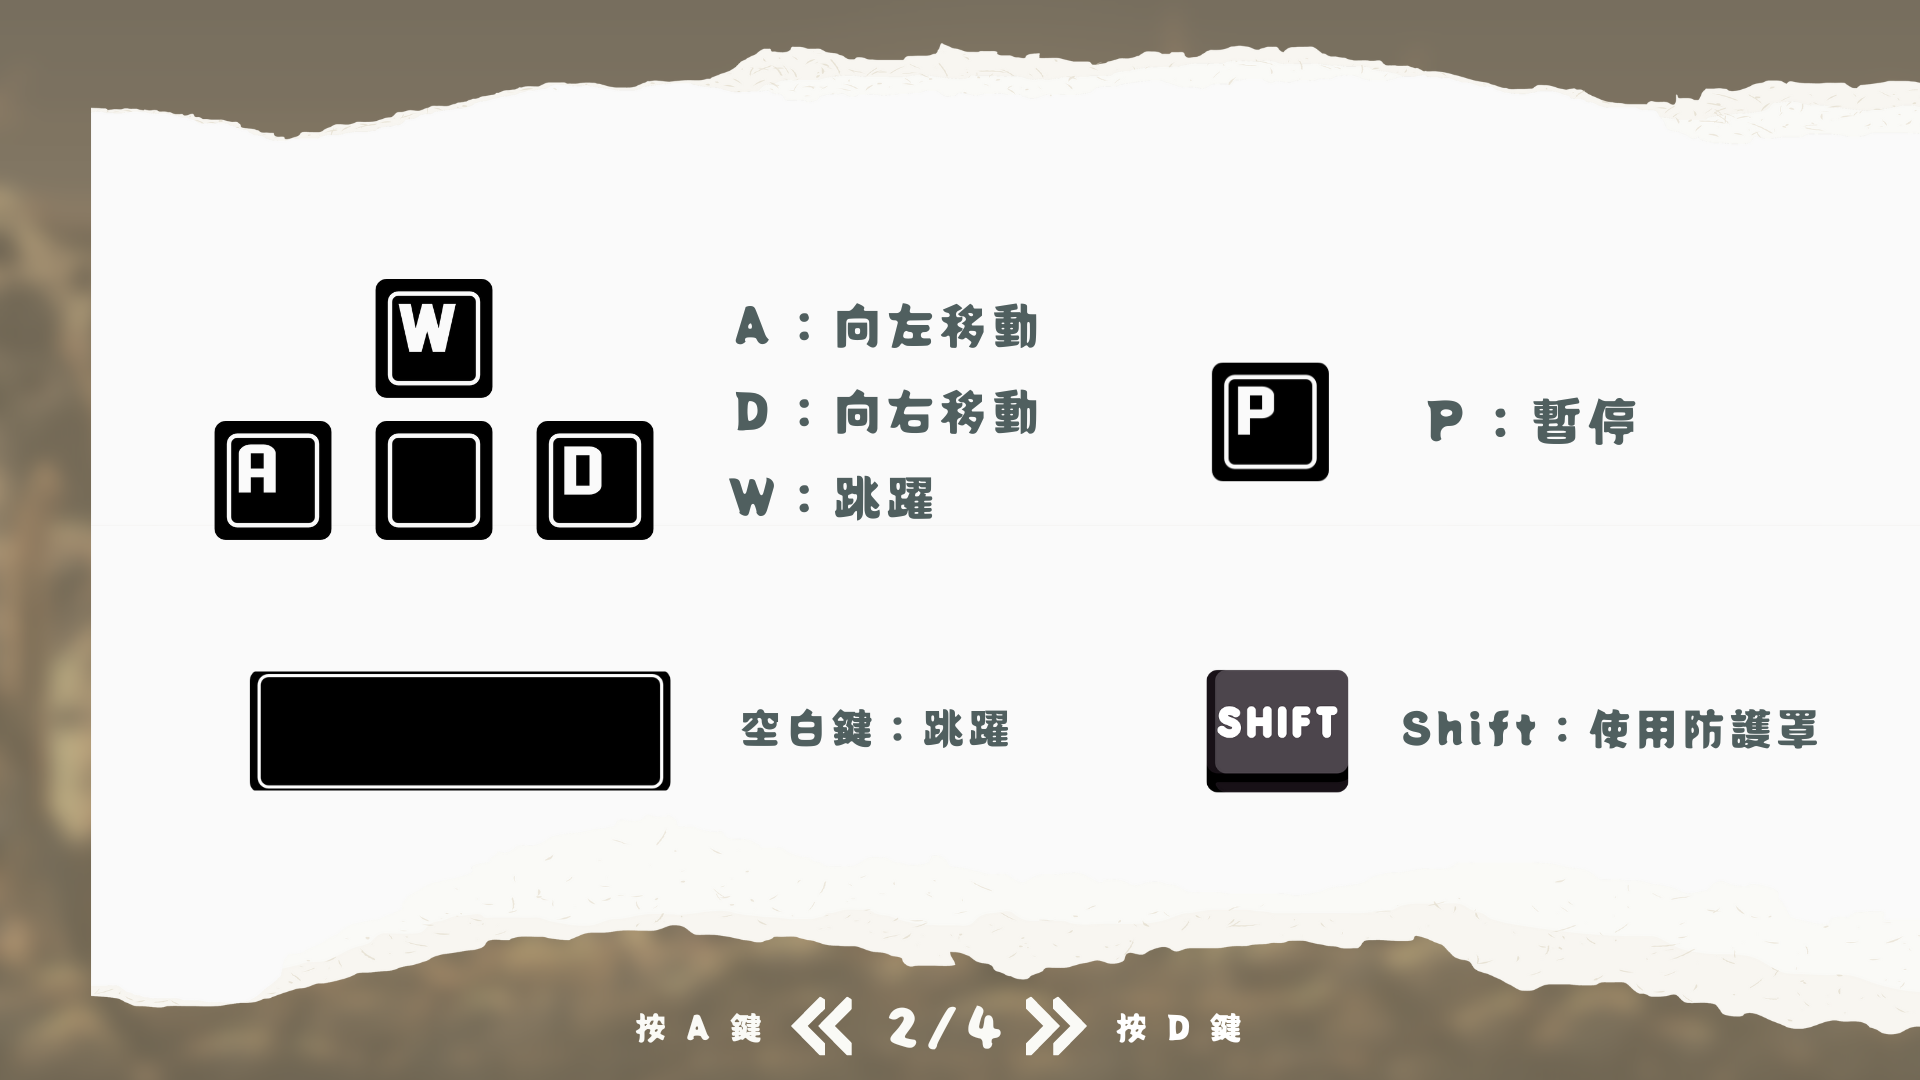 W
A
D
A：向左移動
D：向右移動
W：跳躍
P
P：暫停
空白鍵：跳躍
SHIFT
Shift：使用防護罩
按 A 鍵 « 2/4 » 按 D 鍵